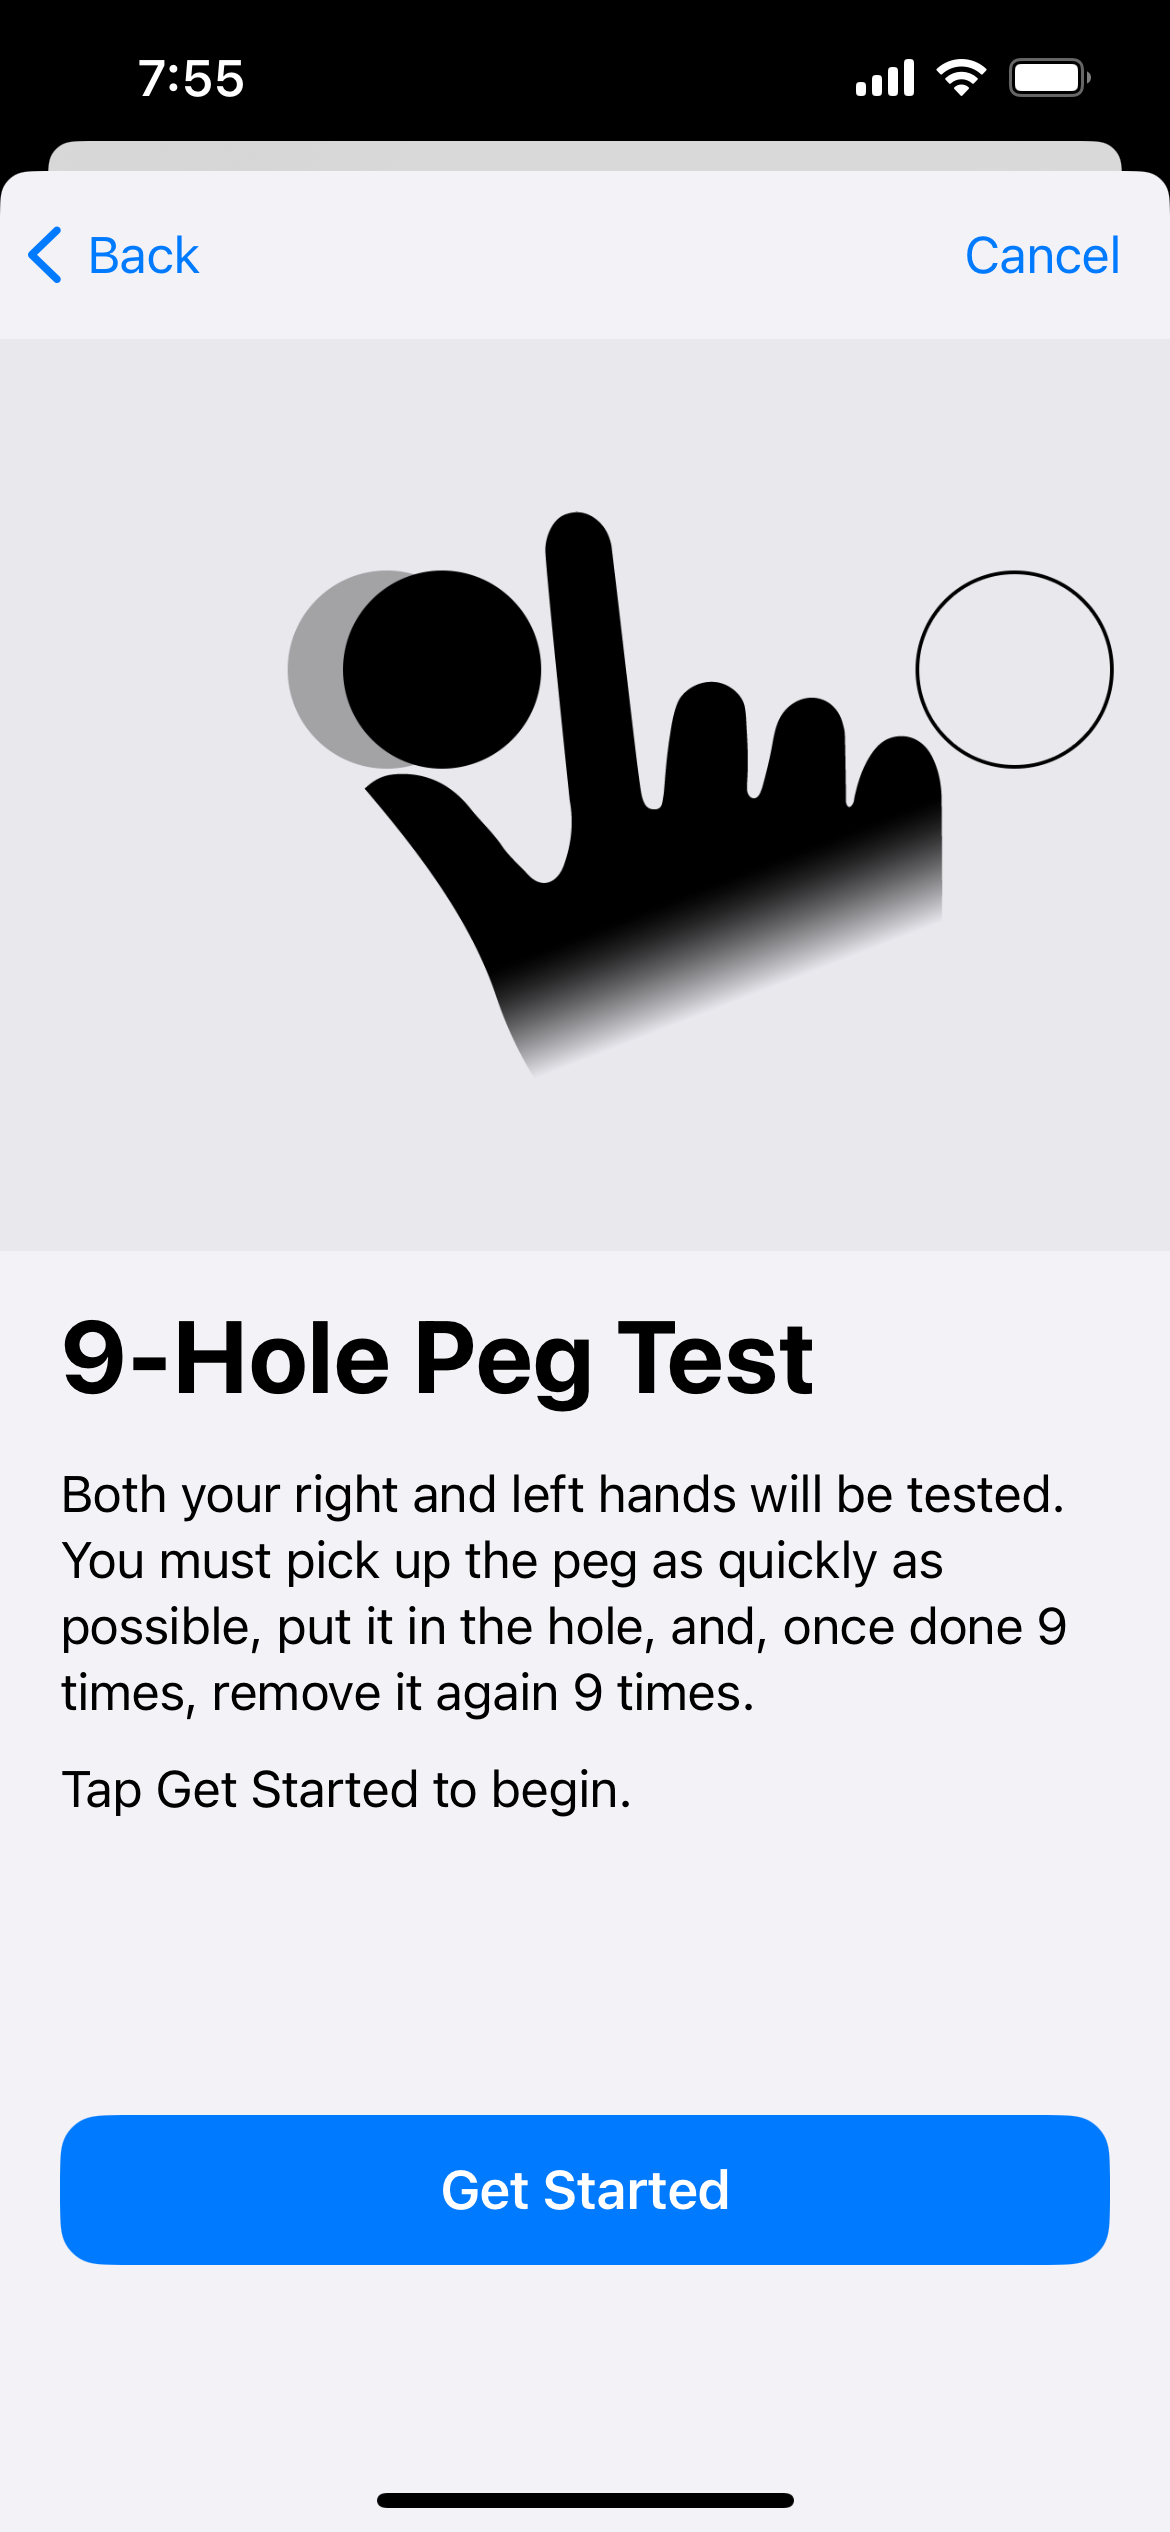 7:55
Back
Cancel
9-Hole Peg Test
Both your right and left hands will be tested.
You must pick up the peg as quickly as
possible, put it in the hole, and, once done 9
times, remove it again 9 times.
Tap Get Started to begin.
Get Started